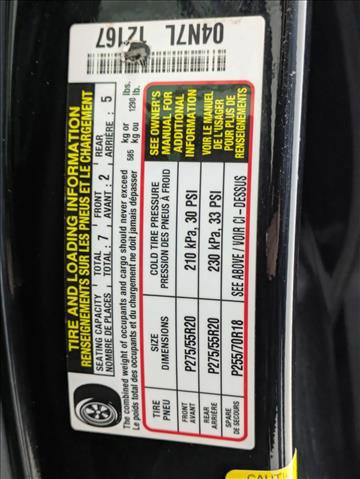 04N7L 12167
TIRE AND LOADING INFORMATION
RENSEIGNEMENTS SUR LES PNEUS ET LE CHARGEMENT
SEATING CAPACITY TOTAL : 7 FRONT : 2 REAR : 5
NOMBRE DE PLACES TOTAL : 7 AVANT : 2 ARRIÈRE : 5
The combined weight of occupants and cargo should never exceed 585 kg or 1290 lbs.
Le poids total des occupants et du chargement ne doit jamais dépasser 585 kg ou 1290 lb.
TIRE SIZE COLD TIRE PRESSURE
PNEU DIMENSIONS PRESSION DES PNEUS À FROID
FRONT
AVANT P275/55R20 210 kPa, 30 PSI
REAR
ARRIÈRE P275/55R20 230 kPa, 33 PSI
SPARE
DE SECOURS P255/70R18 SEE ABOVE / VOIR CI-DESSUS
SEE OWNER'S
MANUAL FOR
ADDITIONAL
INFORMATION
VOIR LE MANUEL
DE L'USAGER
POUR PLUS DE
RENSEIGNEMENTS